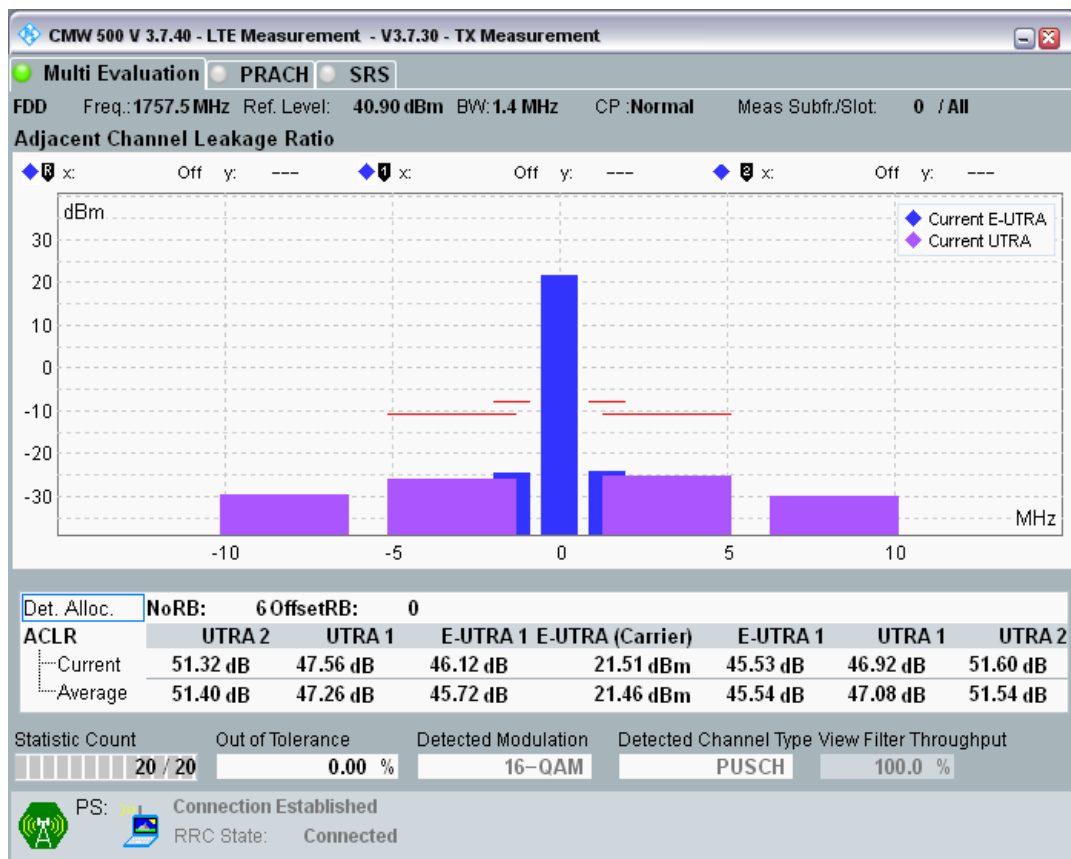 CMW 500 V 3.7.40 - LTE Measurement - V3.7.30 - TX Measurement
Multi Evaluation PRACH SRS
FDD Freq.: 1757.5 MHz Ref. Level: 40.90 dBm BW: 1.4 MHz CP :Normal Meas Subfr./Slot: 0 / All
Adjacent Channel Leakage Ratio
R x: Off y: --- 1 x: Off y: --- 2 x: Off y: ---
dBm
Current E-UTRA
Current UTRA
30
20
10
0
-10
-20
-30
MHz
-10 -5 0 5 10
Det. Alloc. NoRB: 6 OffsetRB: 0
ACLR UTRA 2 UTRA 1 E-UTRA 1 E-UTRA (Carrier) E-UTRA 1 UTRA 1 UTRA 2
Current 51.32 dB 47.56 dB 46.12 dB 21.51 dBm 45.53 dB 46.92 dB 51.60 dB
Average 51.40 dB 47.26 dB 45.72 dB 21.46 dBm 45.54 dB 47.08 dB 51.54 dB
Statistic Count Out of Tolerance Detected Modulation Detected Channel Type View Filter Throughput
20 / 20 0.00 % 16-QAM PUSCH 100.0 %
PS: Connection Established
RRC State: Connected